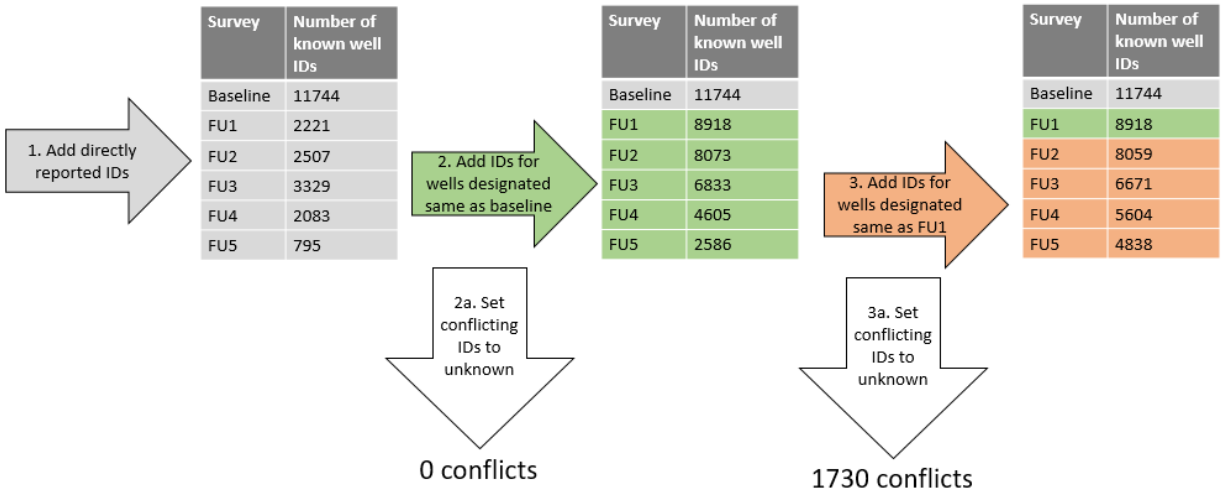 1. Add directly
reported IDs
Survey Number of
known well
IDs
Baseline 11744
FU1 2221
FU2 2507
FU3 3329
FU4 2083
FU5 795
2. Add IDs for
wells designated
same as baseline
2a. Set
conflicting
IDs to
unknown
0 conflicts
Survey Number of
known well
IDs
Baseline 11744
FU1 8918
FU2 8073
FU3 6833
FU4 4605
FU5 2586
3. Add IDs for
wells designated
same as FU1
3a. Set
conflicting
IDs to
unknown
1730 conflicts
Survey Number of
known well
IDs
Baseline 11744
FU1 8918
FU2 8059
FU3 6671
FU4 5604
FU5 4838